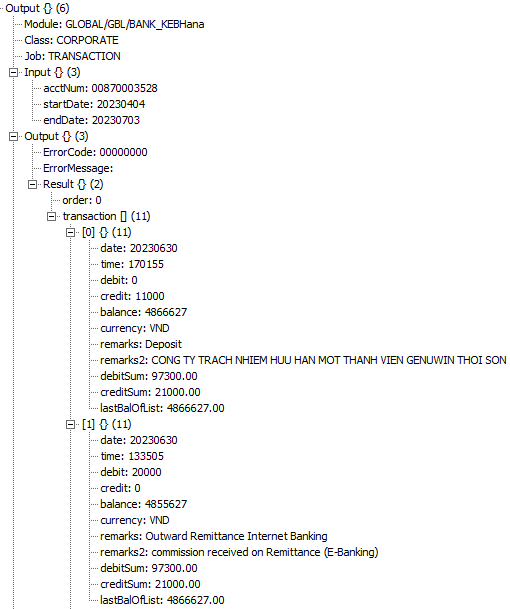 Output {} (6)
Module: GLOBAL/GBL/BANK_KEBHana
Class: CORPORATE
Job: TRANSACTION
Input {} (3)
acctNum: 00870003528
startDate: 20230404
endDate: 20230703
Output {} (3)
ErrorCode: 00000000
ErrorMessage:
Result {} (2)
order: 0
transaction [] (11)
[0] {} (11)
date: 20230630
time: 170155
debit: 0
credit: 11000
balance: 4866627
currency: VND
remarks: Deposit
remarks2: CONG TY TRACH NHIEM HUU HAN MOT THANH VIEN GENUWIN THOI SON
debitSum: 97300.00
creditSum: 21000.00
lastBalOfList: 4866627.00
[1] {} (11)
date: 20230630
time: 133505
debit: 20000
credit: 0
balance: 4855627
currency: VND
remarks: Outward Remittance Internet Banking
remarks2: commission received on Remittance (E-Banking)
debitSum: 97300.00
creditSum: 21000.00
lastBalOfList: 4866627.00